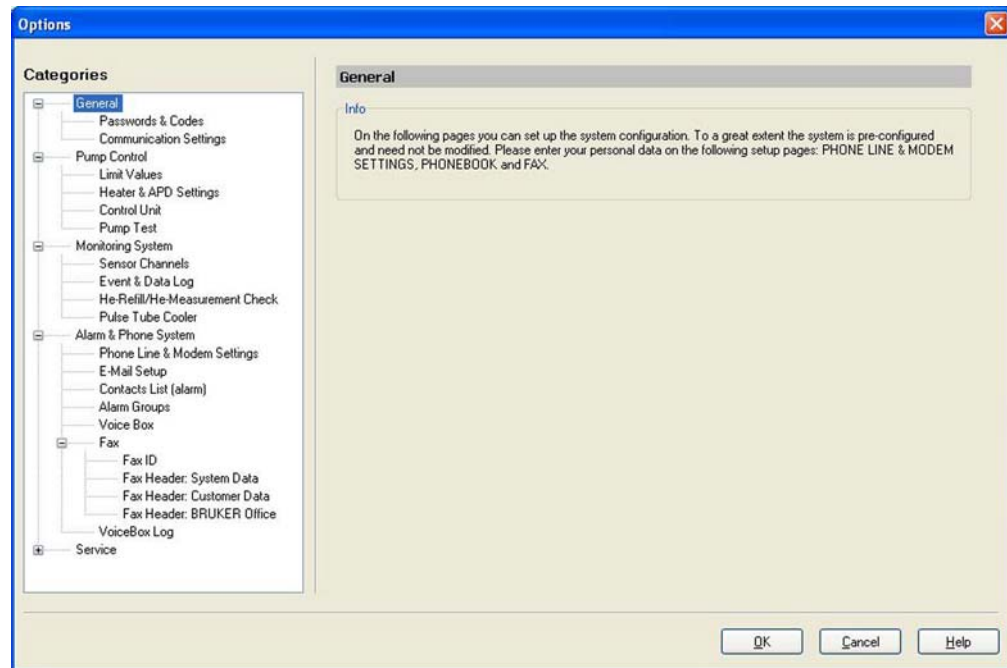 Options
Categories
General
Passwords & Codes
Communication Settings
Pump Control
Limit Values
Heater & APD Settings
Control Unit
Pump Test
Monitoring System
Sensor Channels
Event & Data Log
He-Refill/He-Measurement Check
Pulse Tube Cooler
Alarm & Phone System
Phone Line & Modem Settings
E-Mail Setup
Contacts List (alarm)
Alarm Groups
Voice Box
Fax
Fax ID
Fax Header: System Data
Fax Header: Customer Data
Fax Header: BRUKER Office
VoiceBox Log
Service
General
Info
On the following pages you can set up the system configuration. To a great extent the system is pre-configured
and need not be modified. Please enter your personal data on the following setup pages: PHONE LINE & MODEM
SETTINGS, PHONEBOOK and FAX.
OK
Cancel
Help